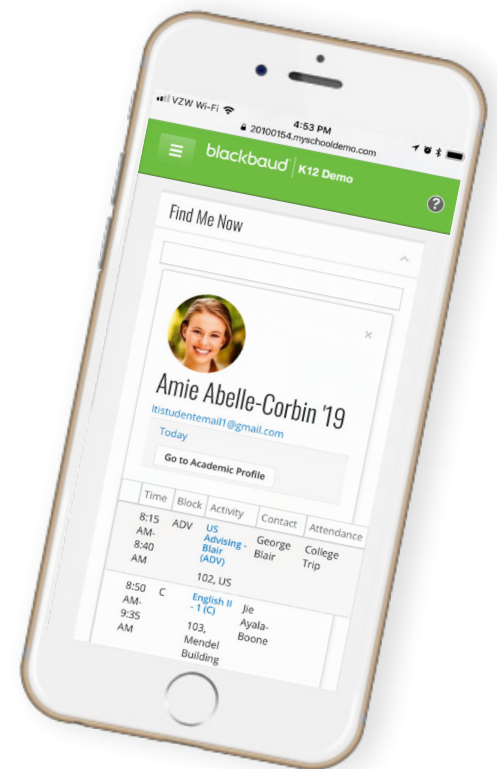 VZW Wi-Fi 4:53 PM
20100154.myschooldemo.com
blackbaud | K12 Demo ?
Find Me Now
Amie Abelle-Corbin '19
ltistudentemail1@gmail.com
Today
Go to Academic Profile
Time Block Activity Contact Attendance
8:15 AM-8:40 AM ADV US Advising - Blair (ADV) George Blair College Trip
102, US
8:50 AM-9:35 AM C English II - 1 (C) Jie Ayala-Boone
103, Mendel Building